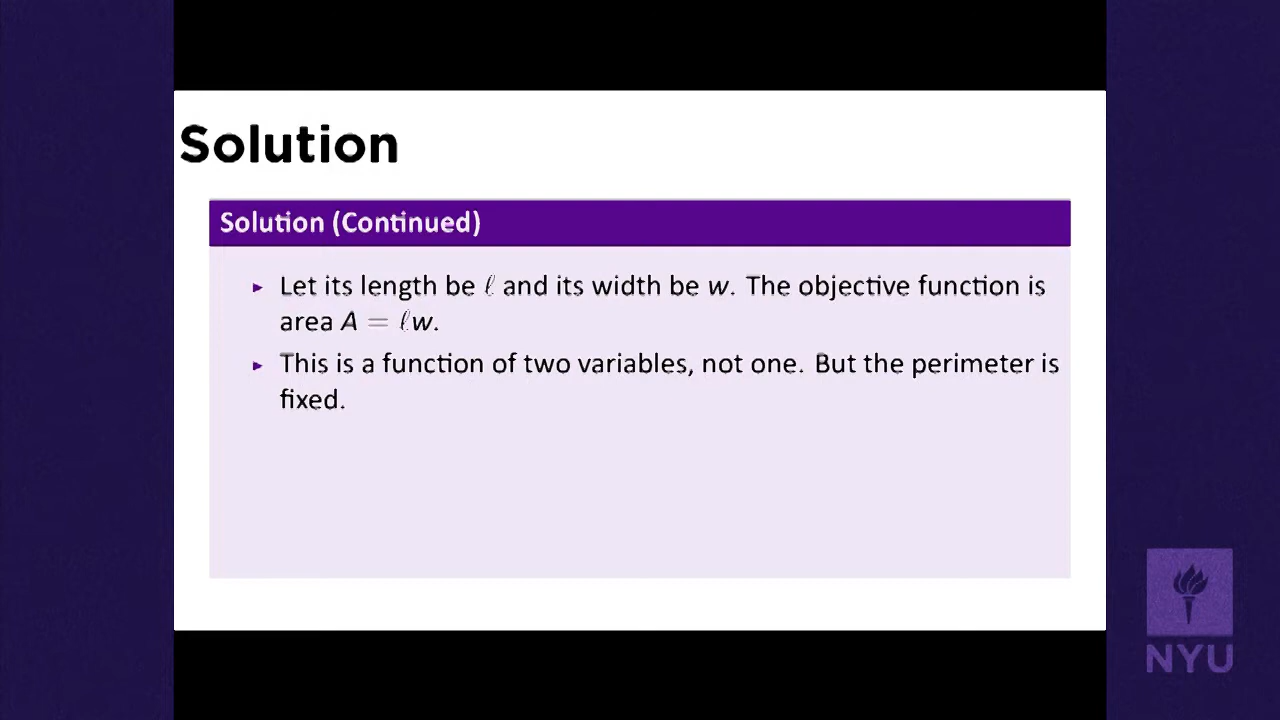 Solution
Solution (Continued)
▸ Let its length be ℓ and its width be w. The objective function is
area A = ℓw.
▸ This is a function of two variables, not one. But the perimeter is
fixed.
NYU